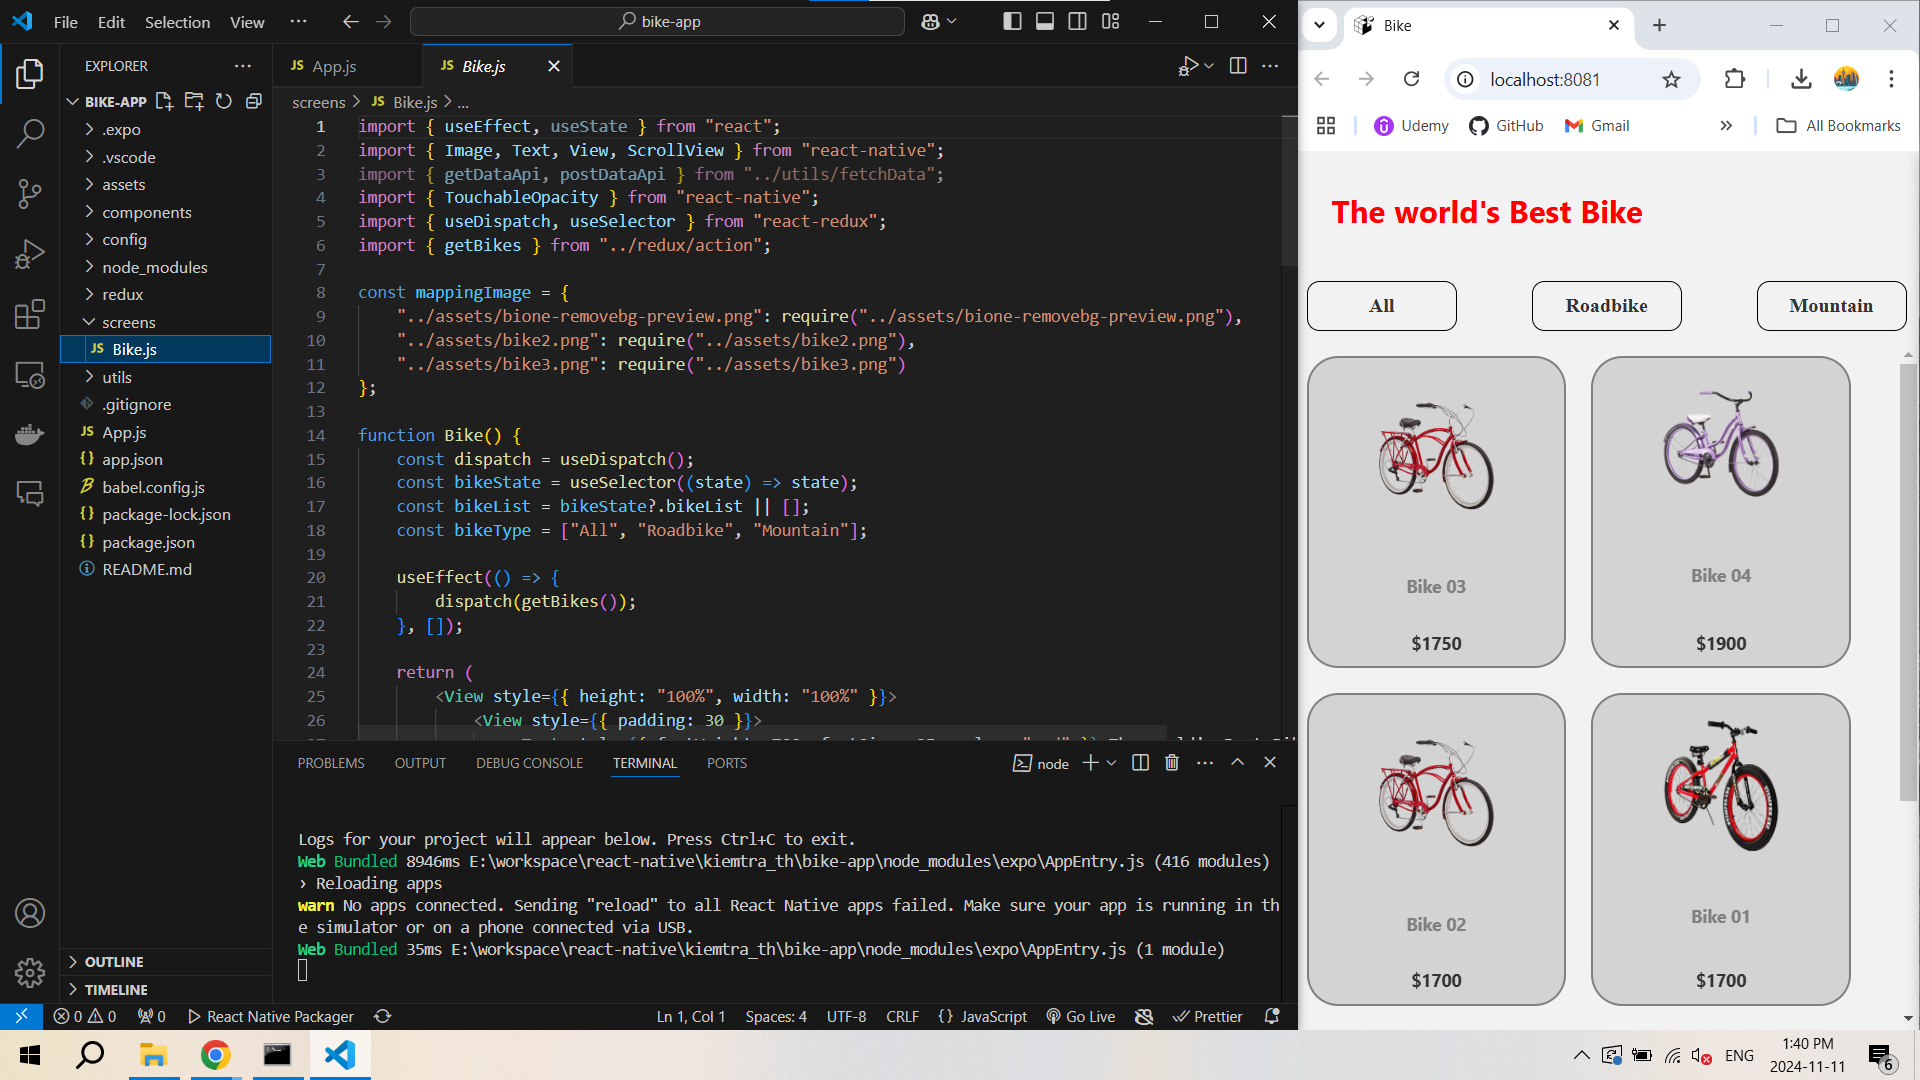 File Edit Selection View ···
bike-app
EXPLORER ···
BIKE-APP
.expo
.vscode
assets
components
config
node_modules
redux
screens
JS Bike.js
utils
.gitignore
JS App.js
{} app.json
babel.config.js
{} package-lock.json
{} package.json
README.md
OUTLINE
TIMELINE
JS App.js
JS Bike.js
screens > JS Bike.js > ...
1 import { useEffect, useState } from "react";
2 import { Image, Text, View, ScrollView } from "react-native";
3 import { getDataApi, postDataApi } from "../utils/fetchData";
4 import { TouchableOpacity } from "react-native";
5 import { useDispatch, useSelector } from "react-redux";
6 import { getBikes } from "../redux/action";
7
8 const mappingImage = {
9 "../assets/bione-removebg-preview.png": require("../assets/bione-removebg-preview.png"),
10 "../assets/bike2.png": require("../assets/bike2.png"),
11 "../assets/bike3.png": require("../assets/bike3.png")
12 };
13
14 function Bike() {
15 const dispatch = useDispatch();
16 const bikeState = useSelector((state) => state);
17 const bikeList = bikeState?.bikeList || [];
18 const bikeType = ["All", "Roadbike", "Mountain"];
19
20 useEffect(() => {
21 dispatch(getBikes());
22 }, []);
23
24 return (
25 <View style={{ height: "100%", width: "100%" }}>
26 <View style={{ padding: 30 }}>
PROBLEMS OUTPUT DEBUG CONSOLE TERMINAL PORTS
node
Logs for your project will appear below. Press Ctrl+C to exit.
Web Bundled 8946ms E:\workspace\react-native\kiemtra_th\bike-app\node_modules\expo\AppEntry.js (416 modules)
› Reloading apps
warn No apps connected. Sending "reload" to all React Native apps failed. Make sure your app is running in th
e simulator or on a phone connected via USB.
Web Bundled 35ms E:\workspace\react-native\kiemtra_th\bike-app\node_modules\expo\AppEntry.js (1 module)
0 0 0 React Native Packager Ln 1, Col 1 Spaces: 4 UTF-8 CRLF {} JavaScript Go Live Prettier
Bike
localhost:8081
Udemy GitHub Gmail » All Bookmarks
The world's Best Bike
All Roadbike Mountain
Bike 03
$1750
Bike 04
$1900
Bike 02
$1700
Bike 01
$1700
ENG
1:40 PM
2024-11-11
6